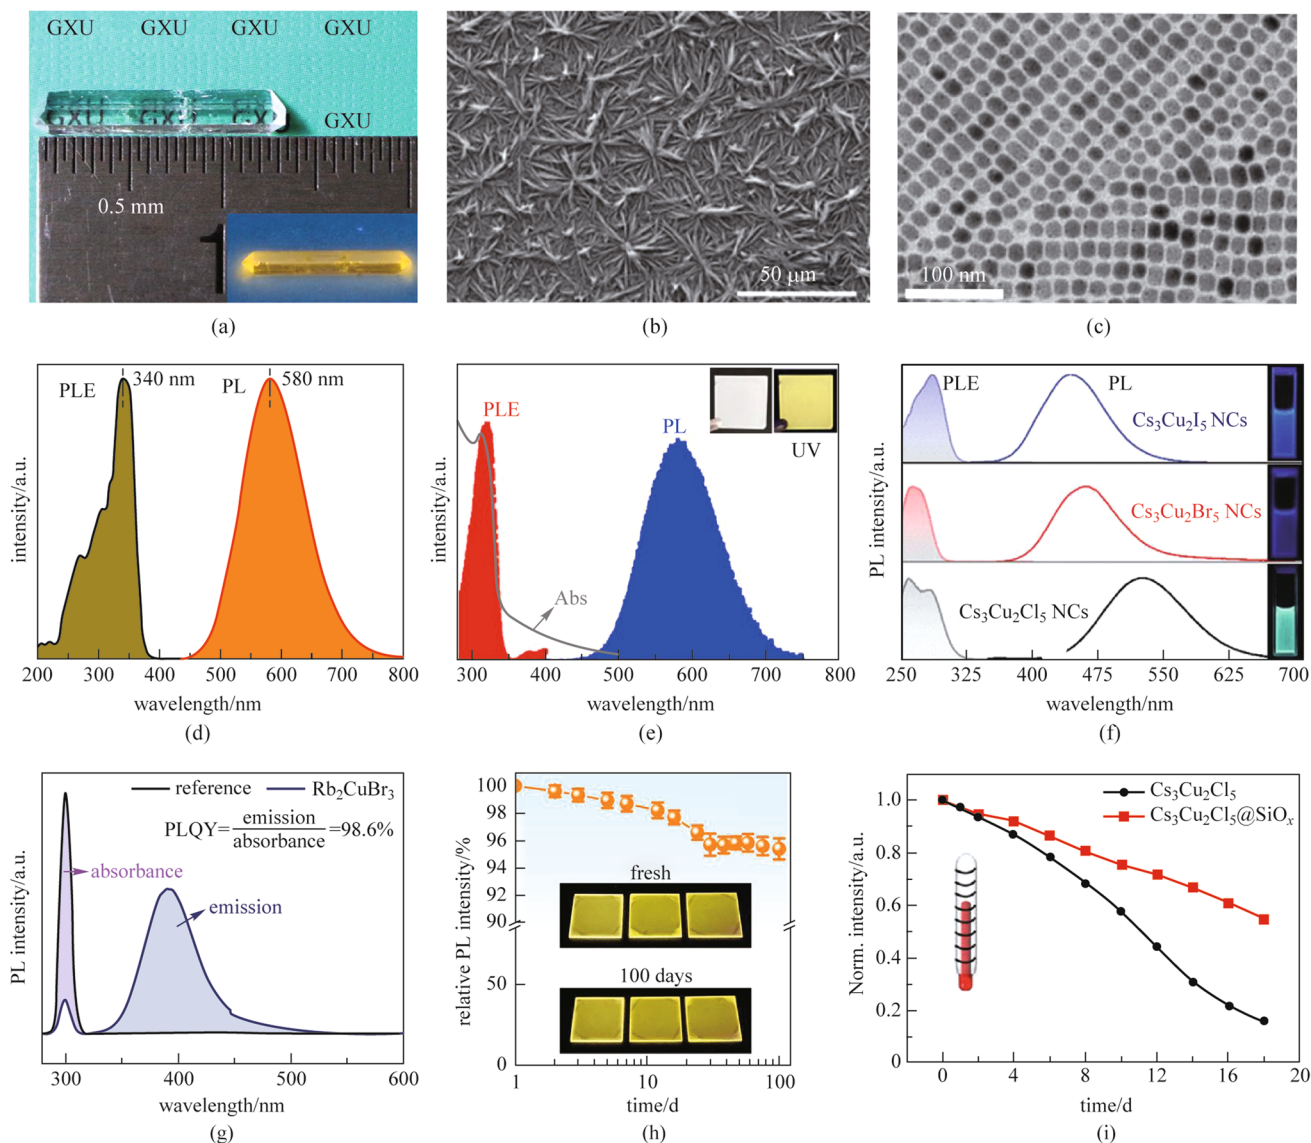 GXU GXU GXU GXU
GXU GXU GXU GXU
0.5 mm
1
(a)
50 μm
(b)
100 nm
(c)
PLE
340 nm
PL
580 nm
intensity/a.u.
200 300 400 500 600 700 800
wavelength/nm
(d)
PLE
PL
UV
Abs
intensity/a.u.
300 400 500 600 700 800
wavelength/nm
(e)
PLE
PL
Cs₃Cu₂I₅ NCs
Cs₃Cu₂Br₅ NCs
Cs₃Cu₂Cl₅ NCs
PL intensity/a.u.
250 325 400 475 550 625 700
wavelength/nm
(f)
reference
Rb₂CuBr₃
PLQY=emission/absorbance=98.6%
absorbance
emission
PL intensity/a.u.
300 400 500 600
wavelength/nm
(g)
100
98
96
94
92
90
50
0
relative PL intensity/%
fresh
100 days
1 10 100
time/d
(h)
Cs₃Cu₂Cl₅
Cs₃Cu₂Cl₅@SiOₓ
Norm. intensity/a.u.
1.0
0.8
0.6
0.4
0.2
0
0 4 8 12 16 20
time/d
(i)